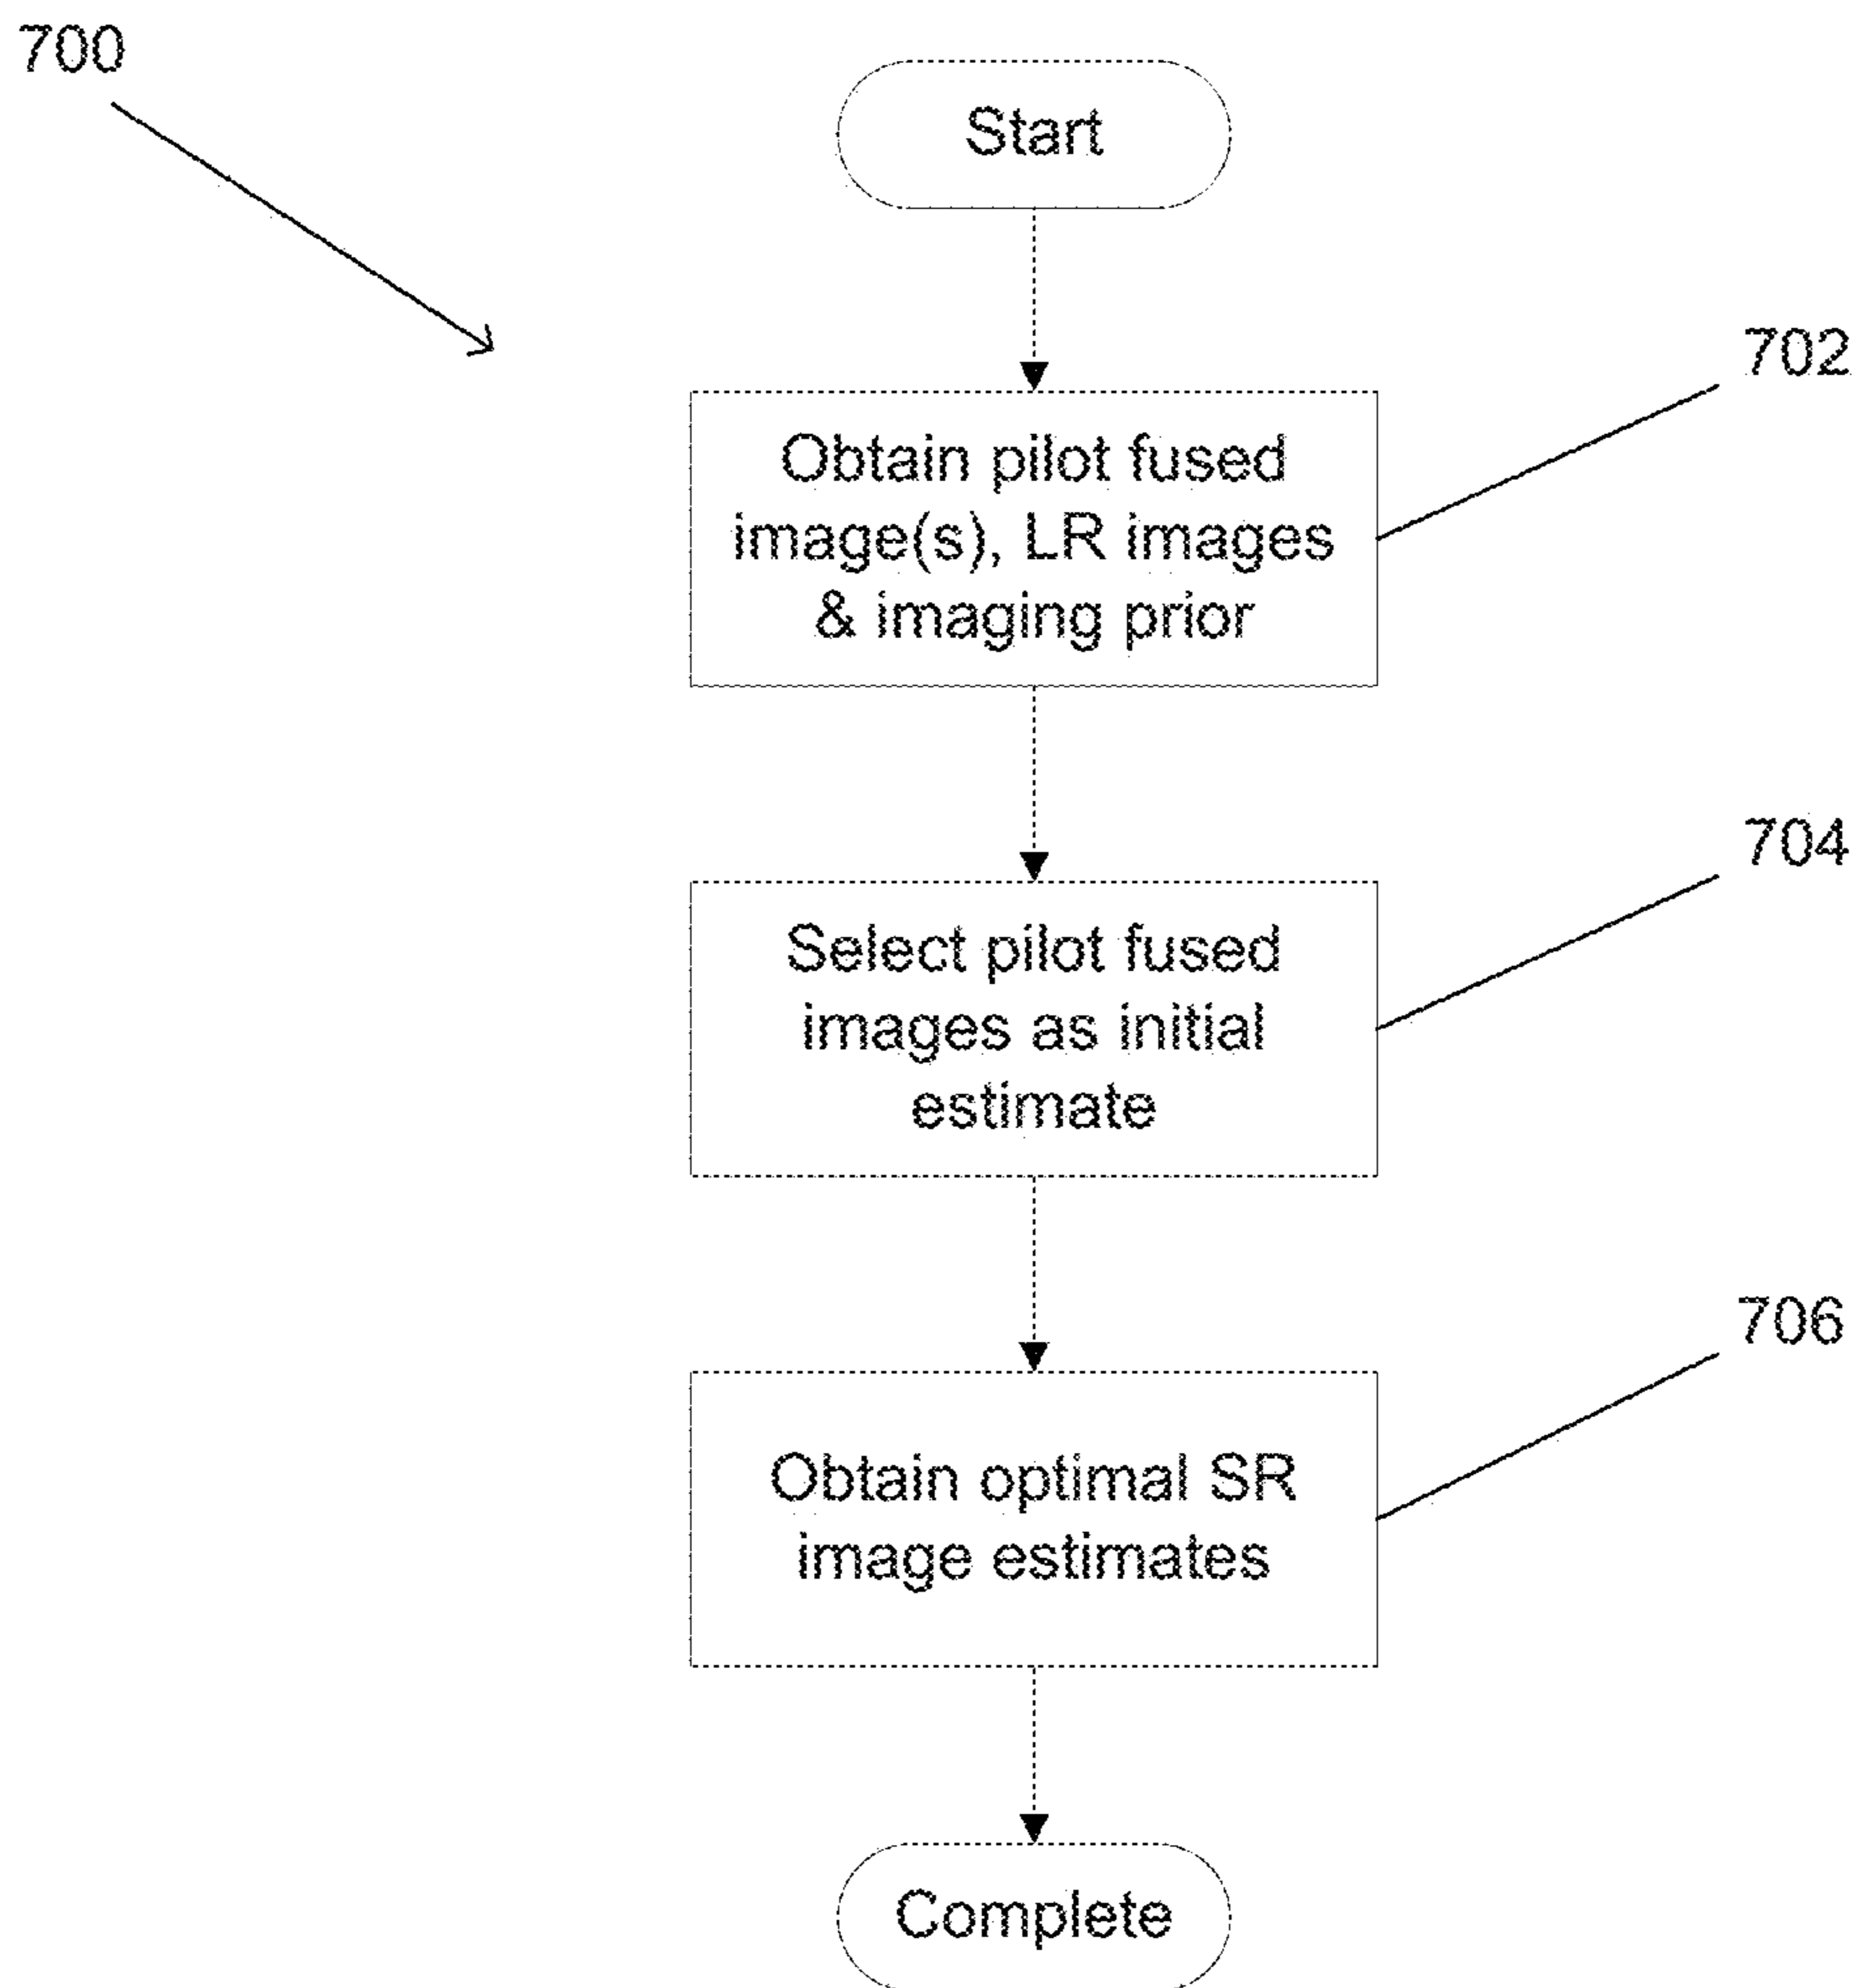 700
Start
702
Obtain pilot fused
image(s), LR images
& imaging prior
704
Select pilot fused
images as initial
estimate
706
Obtain optimal SR
image estimates
Complete